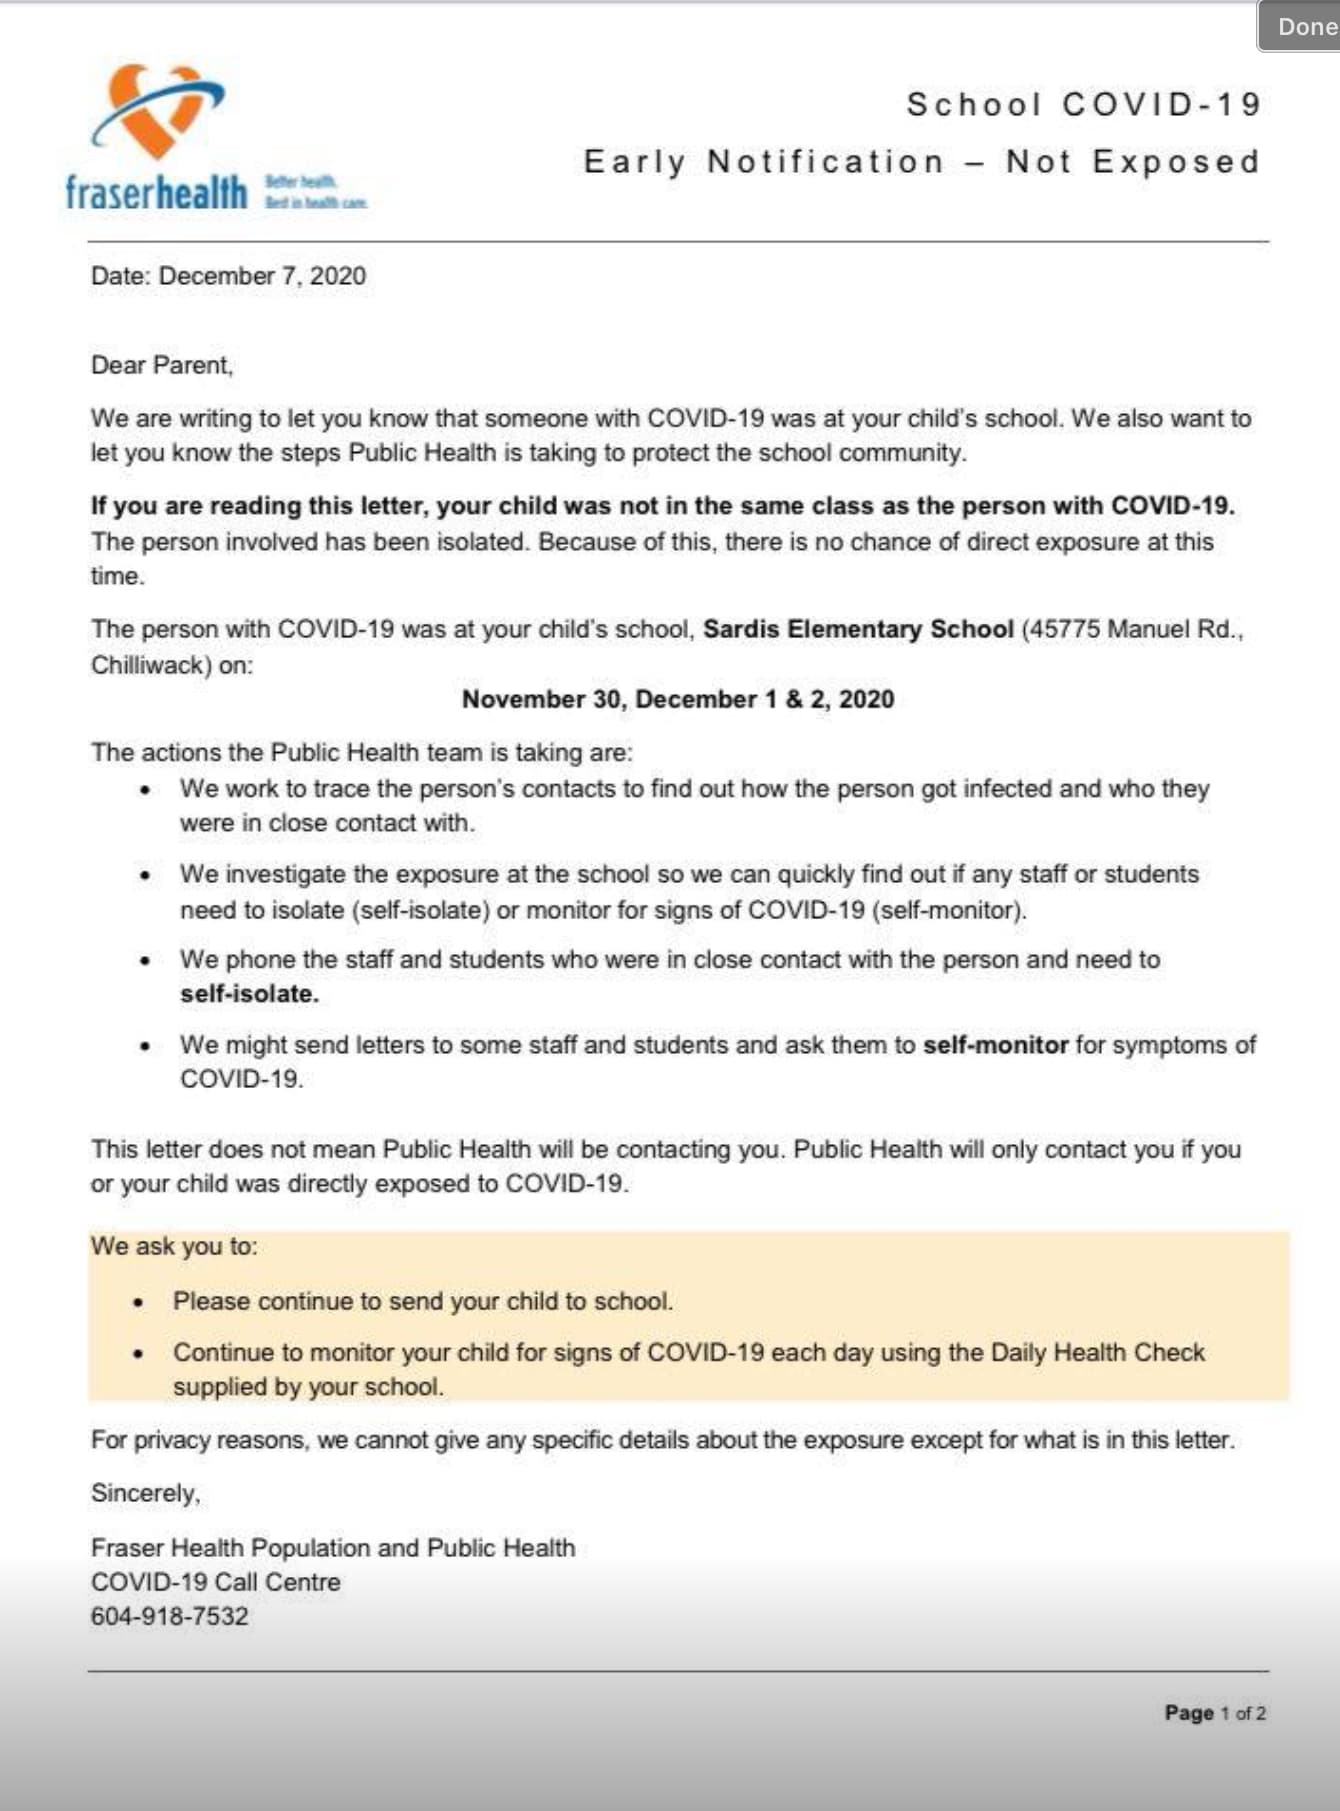 Done
School COVID-19
Early Notification – Not Exposed
fraserhealth
Better health.
Best in health care.
Date: December 7, 2020
Dear Parent,
We are writing to let you know that someone with COVID-19 was at your child's school. We also want to
let you know the steps Public Health is taking to protect the school community.
If you are reading this letter, your child was not in the same class as the person with COVID-19.
The person involved has been isolated. Because of this, there is no chance of direct exposure at this
time.
The person with COVID-19 was at your child's school, Sardis Elementary School (45775 Manuel Rd.,
Chilliwack) on:
November 30, December 1 & 2, 2020
The actions the Public Health team is taking are:
• We work to trace the person's contacts to find out how the person got infected and who they
were in close contact with.
• We investigate the exposure at the school so we can quickly find out if any staff or students
need to isolate (self-isolate) or monitor for signs of COVID-19 (self-monitor).
• We phone the staff and students who were in close contact with the person and need to
self-isolate.
• We might send letters to some staff and students and ask them to self-monitor for symptoms of
COVID-19.
This letter does not mean Public Health will be contacting you. Public Health will only contact you if you
or your child was directly exposed to COVID-19.
We ask you to:
• Please continue to send your child to school.
• Continue to monitor your child for signs of COVID-19 each day using the Daily Health Check
supplied by your school.
For privacy reasons, we cannot give any specific details about the exposure except for what is in this letter.
Sincerely,
Fraser Health Population and Public Health
COVID-19 Call Centre
604-918-7532
Page 1 of 2